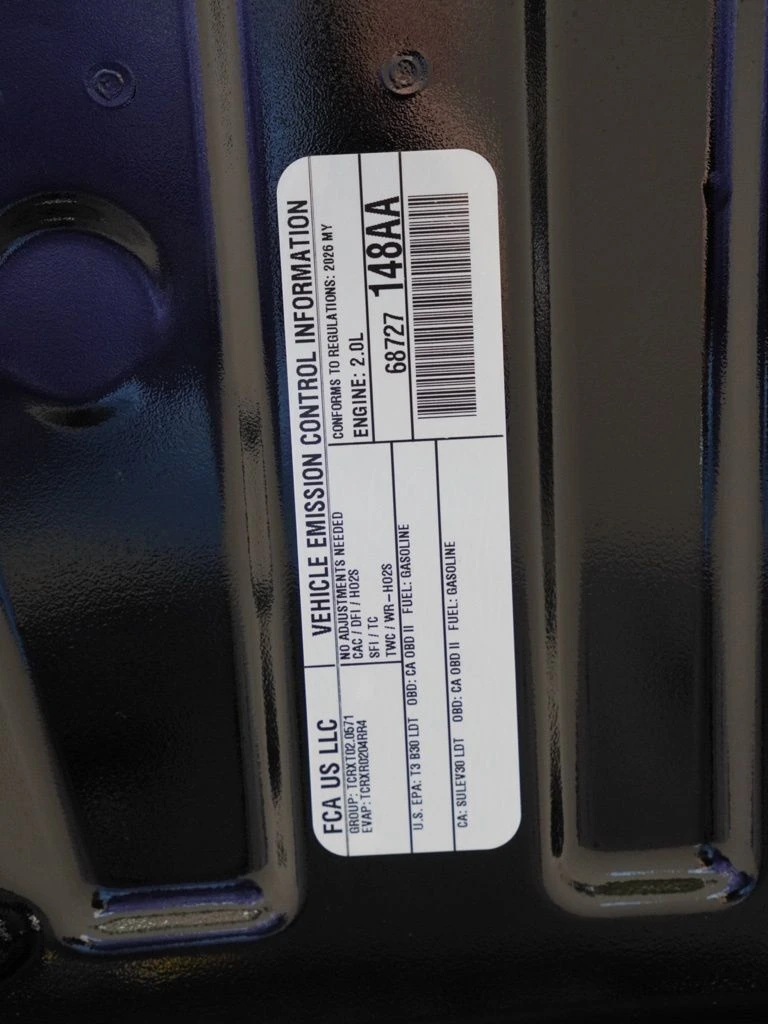 FCA US LLC
VEHICLE EMISSION CONTROL INFORMATION
GROUP: TCRXT02.0571
EVAP: TCRXR0204RR4
NO ADJUSTMENTS NEEDED
CAC / DFI / HO2S
SFI / TC
TWC / WR-HO2S
CONFORMS TO REGULATIONS: 2026 MY
ENGINE: 2.0L
68727 148AA
U.S. EPA: T3 B30 LDT OBD: CA OBD II FUEL: GASOLINE
CA: SULEV30 LDT OBD: CA OBD II FUEL: GASOLINE